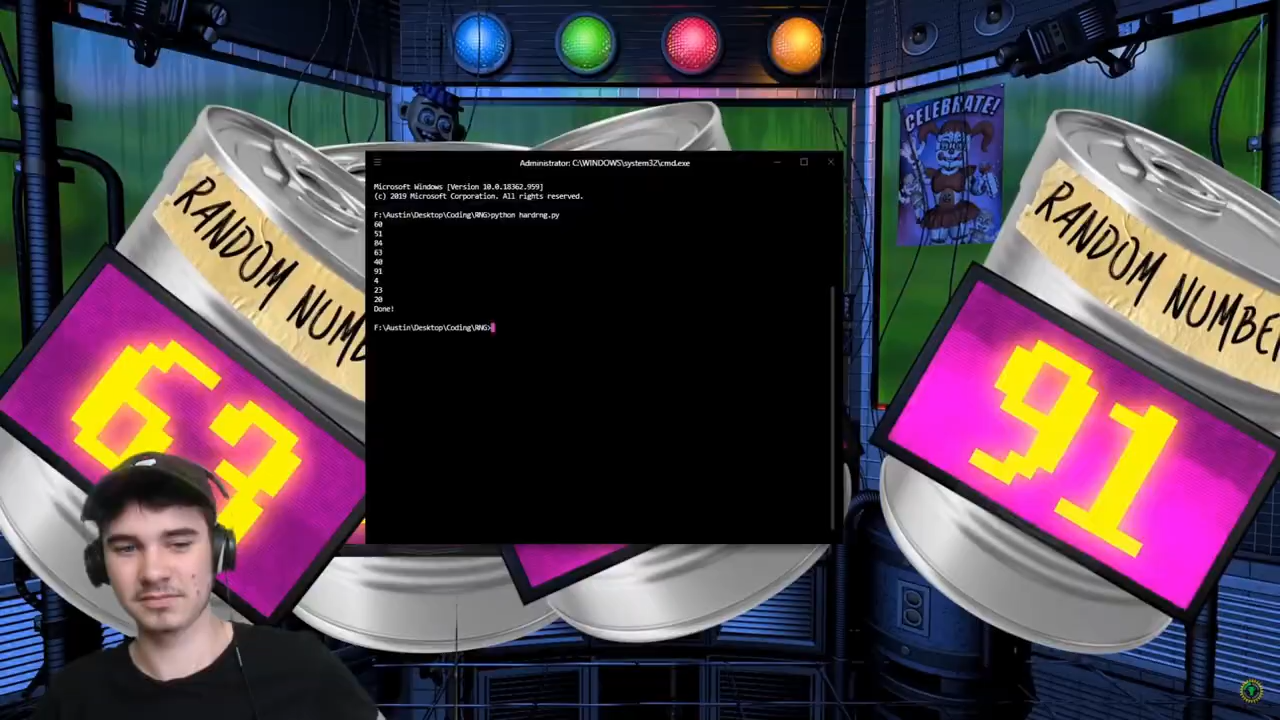 CELEBRATE!
RANDOM NUMB
63
RANDOM NUMBE
91
Administrator: C:\WINDOWS\system32\cmd.exe
Microsoft Windows [Version 10.0.18362.959]
(c) 2019 Microsoft Corporation. All rights reserved.
F:\Austin\Desktop\Coding\RNG>python hardrng.py
60
51
84
63
40
91
4
23
20
Done!
F:\Austin\Desktop\Coding\RNG>